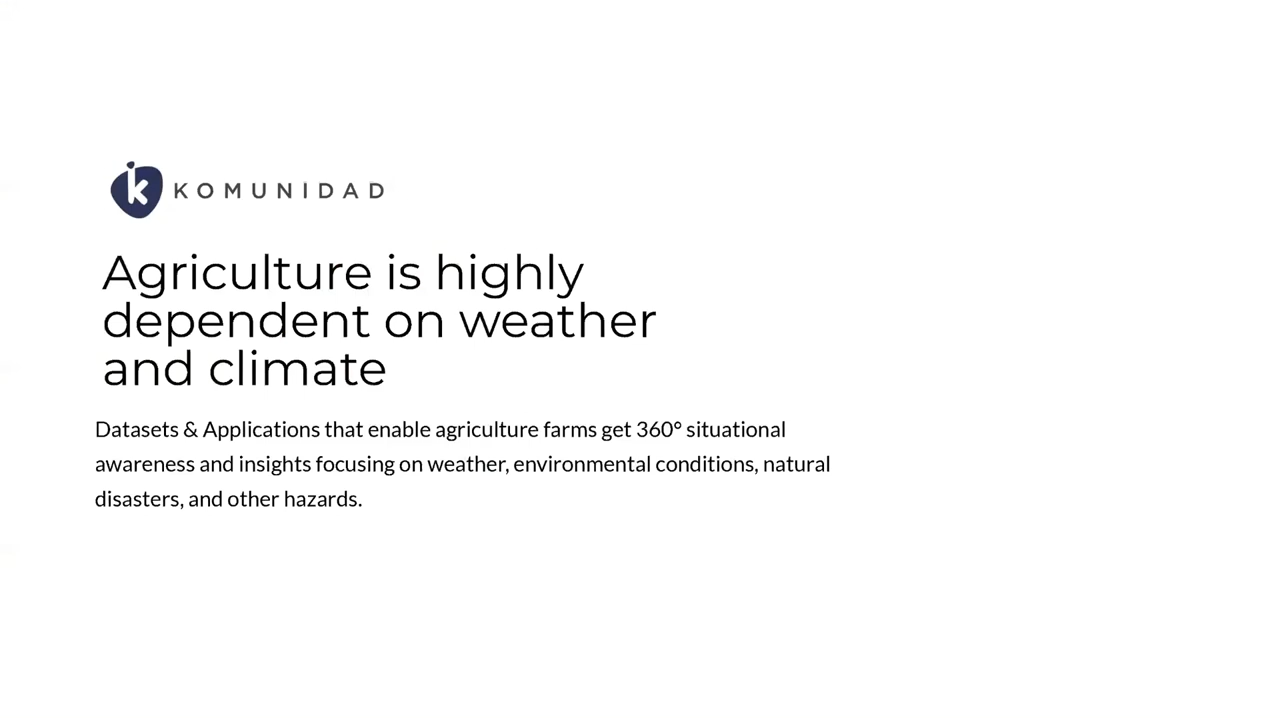 k KOMUNIDAD
Agriculture is highly
dependent on weather
and climate
Datasets & Applications that enable agriculture farms get 360° situational
awareness and insights focusing on weather, environmental conditions, natural
disasters, and other hazards.